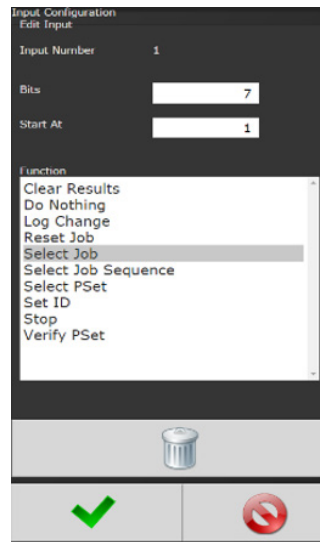 Input Configuration
Edit Input
Input Number 1
Bits 7
Start At 1
Function
Clear Results
Do Nothing
Log Change
Reset Job
Select Job
Select Job Sequence
Select PSet
Set ID
Stop
Verify PSet